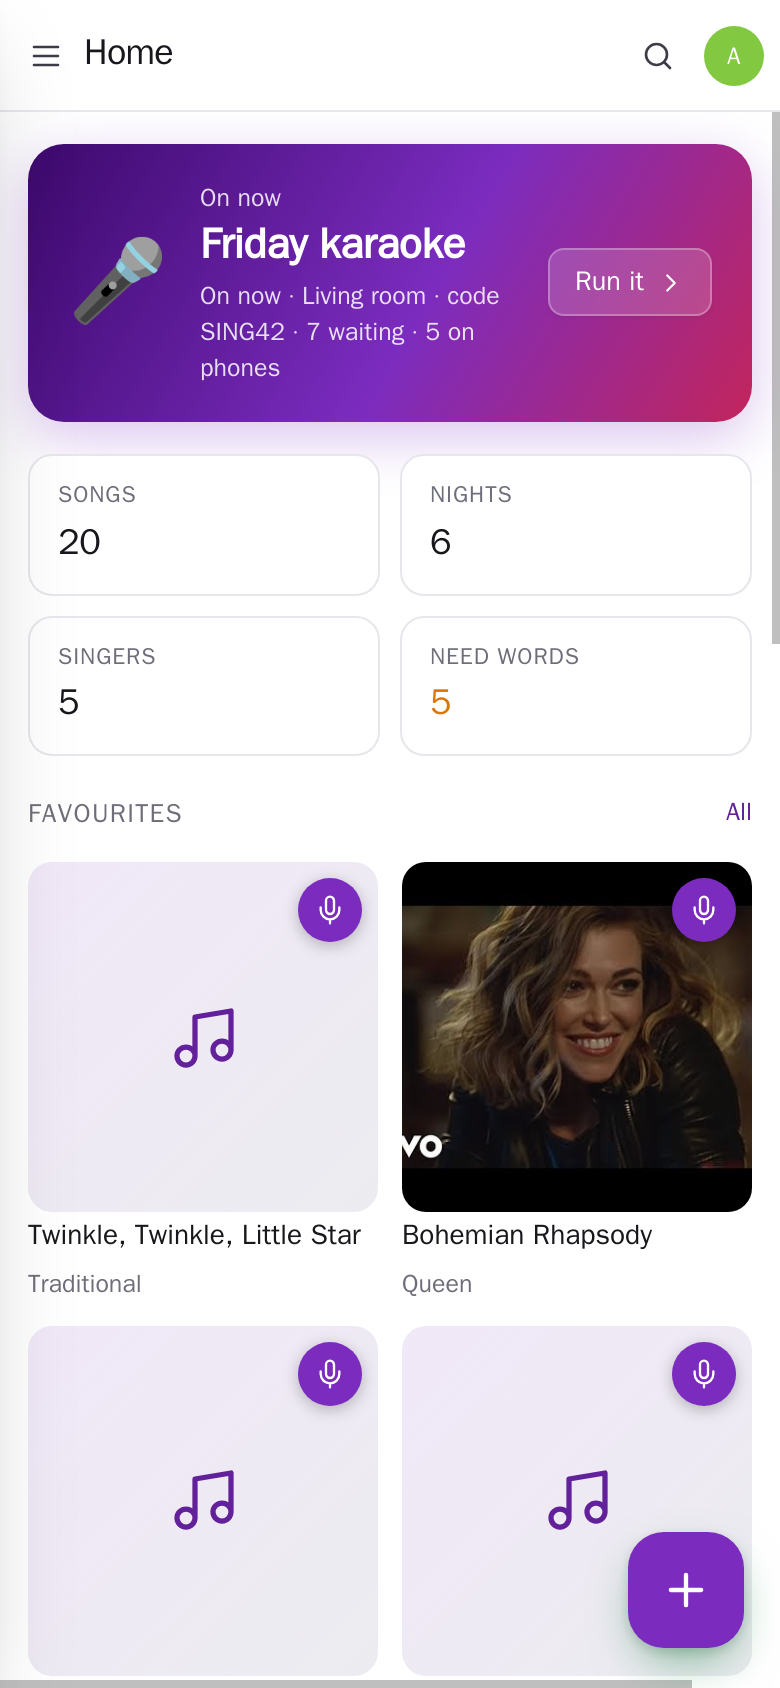 Home
A
On now
Friday karaoke
On now · Living room · code
SING42 · 7 waiting · 5 on
phones
Run it
SONGS
20
NIGHTS
6
SINGERS
5
NEED WORDS
5
FAVOURITES
All
vo
Twinkle, Twinkle, Little Star
Traditional
Bohemian Rhapsody
Queen